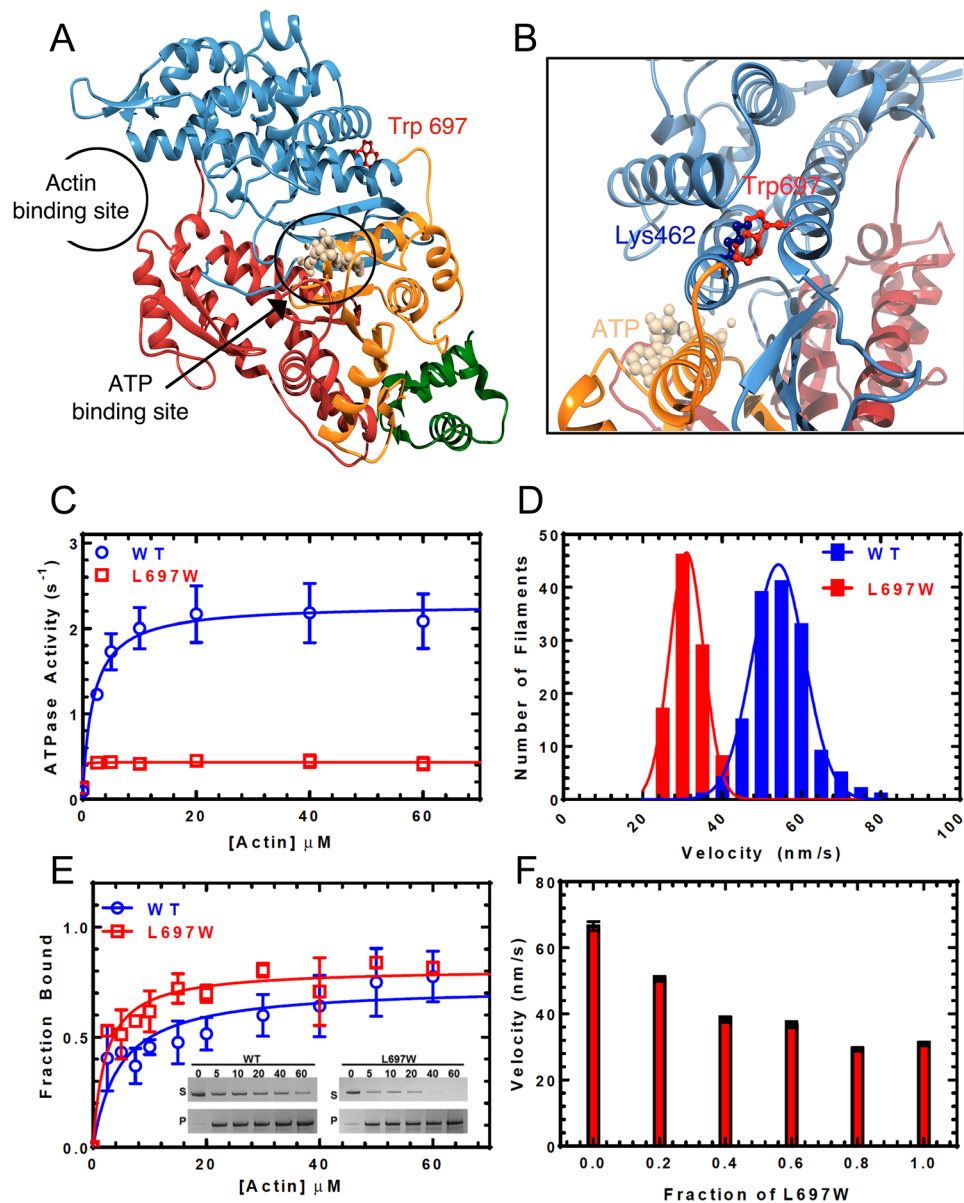 A
Trp 697
Actin
binding site
ATP
binding site
B
Trp697
Lys462
ATP
C
WT
L697W
ATPase Activity (s-1)
3
2
1
0
0 20 40 60
[Actin] μM
D
WT
L697W
Number of Filaments
50
40
30
20
10
0
0 20 40 60 80 100
Velocity (nm/s)
E
WT
L697W
Fraction Bound
1.0
0.5
0.0
WT
0 5 10 20 40 60
S
P
L697W
0 5 10 20 40 60
S
P
0 20 40 60
[Actin] μM
F
Velocity (nm/s)
80
60
40
20
0
0.0 0.2 0.4 0.6 0.8 1.0
Fraction of L697W